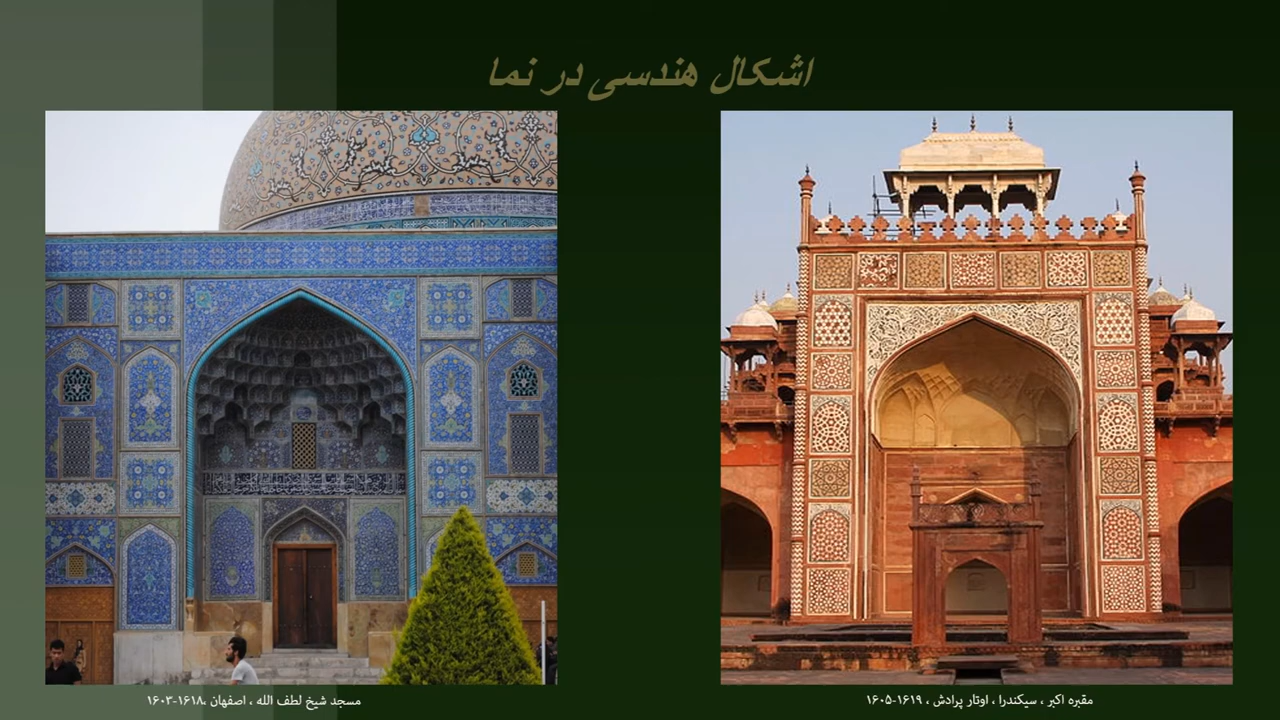 اشکال هندسی در نما
مقبره اکبر ، سیکندرا ، اوتار پرادش ، ۱۶۱۹-۱۶۰۵
مسجد شیخ لطف الله ، اصفهان ،۱۶۱۸-۱۶۰۳